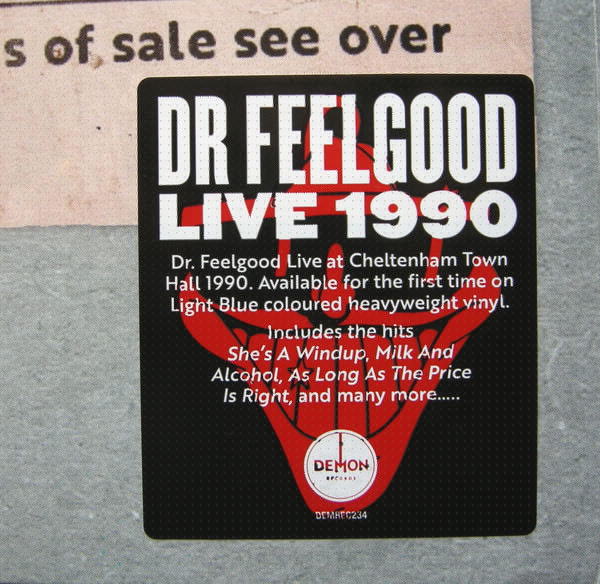 s of sale see over
DR FEELGOOD
LIVE 1990
Dr. Feelgood Live at Cheltenham Town
Hall 1990. Available for the first time on
Light Blue coloured heavyweight vinyl.
Includes the hits
She's A Windup, Milk And
Alcohol, As Long As The Price
Is Right, and many more.....
DEMON
RECORDS
DEMREC234